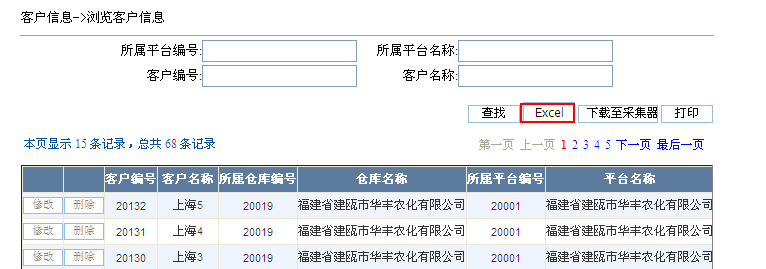 客户信息->浏览客户信息
所属平台编号: 所属平台名称:
客户编号: 客户名称:
查找 Excel 下载至采集器 打印
本页显示 15 条记录，总共 68 条记录 第一页 上一页 1 2 3 4 5 下一页 最后一页
客户编号 客户名称 所属仓库编号 仓库名称 所属平台编号 平台名称
修改 删除 20132 上海5 20019 福建省建瓯市华丰农化有限公司 20001 福建省建瓯市华丰农化有限公司
修改 删除 20131 上海4 20019 福建省建瓯市华丰农化有限公司 20001 福建省建瓯市华丰农化有限公司
修改 删除 20130 上海3 20019 福建省建瓯市华丰农化有限公司 20001 福建省建瓯市华丰农化有限公司